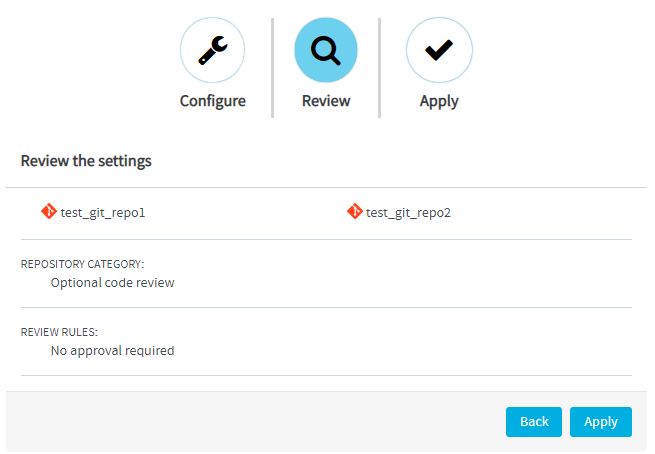 Configure
Review
Apply
Review the settings
test_git_repo1
test_git_repo2
REPOSITORY CATEGORY:
Optional code review
REVIEW RULES:
No approval required
Back
Apply